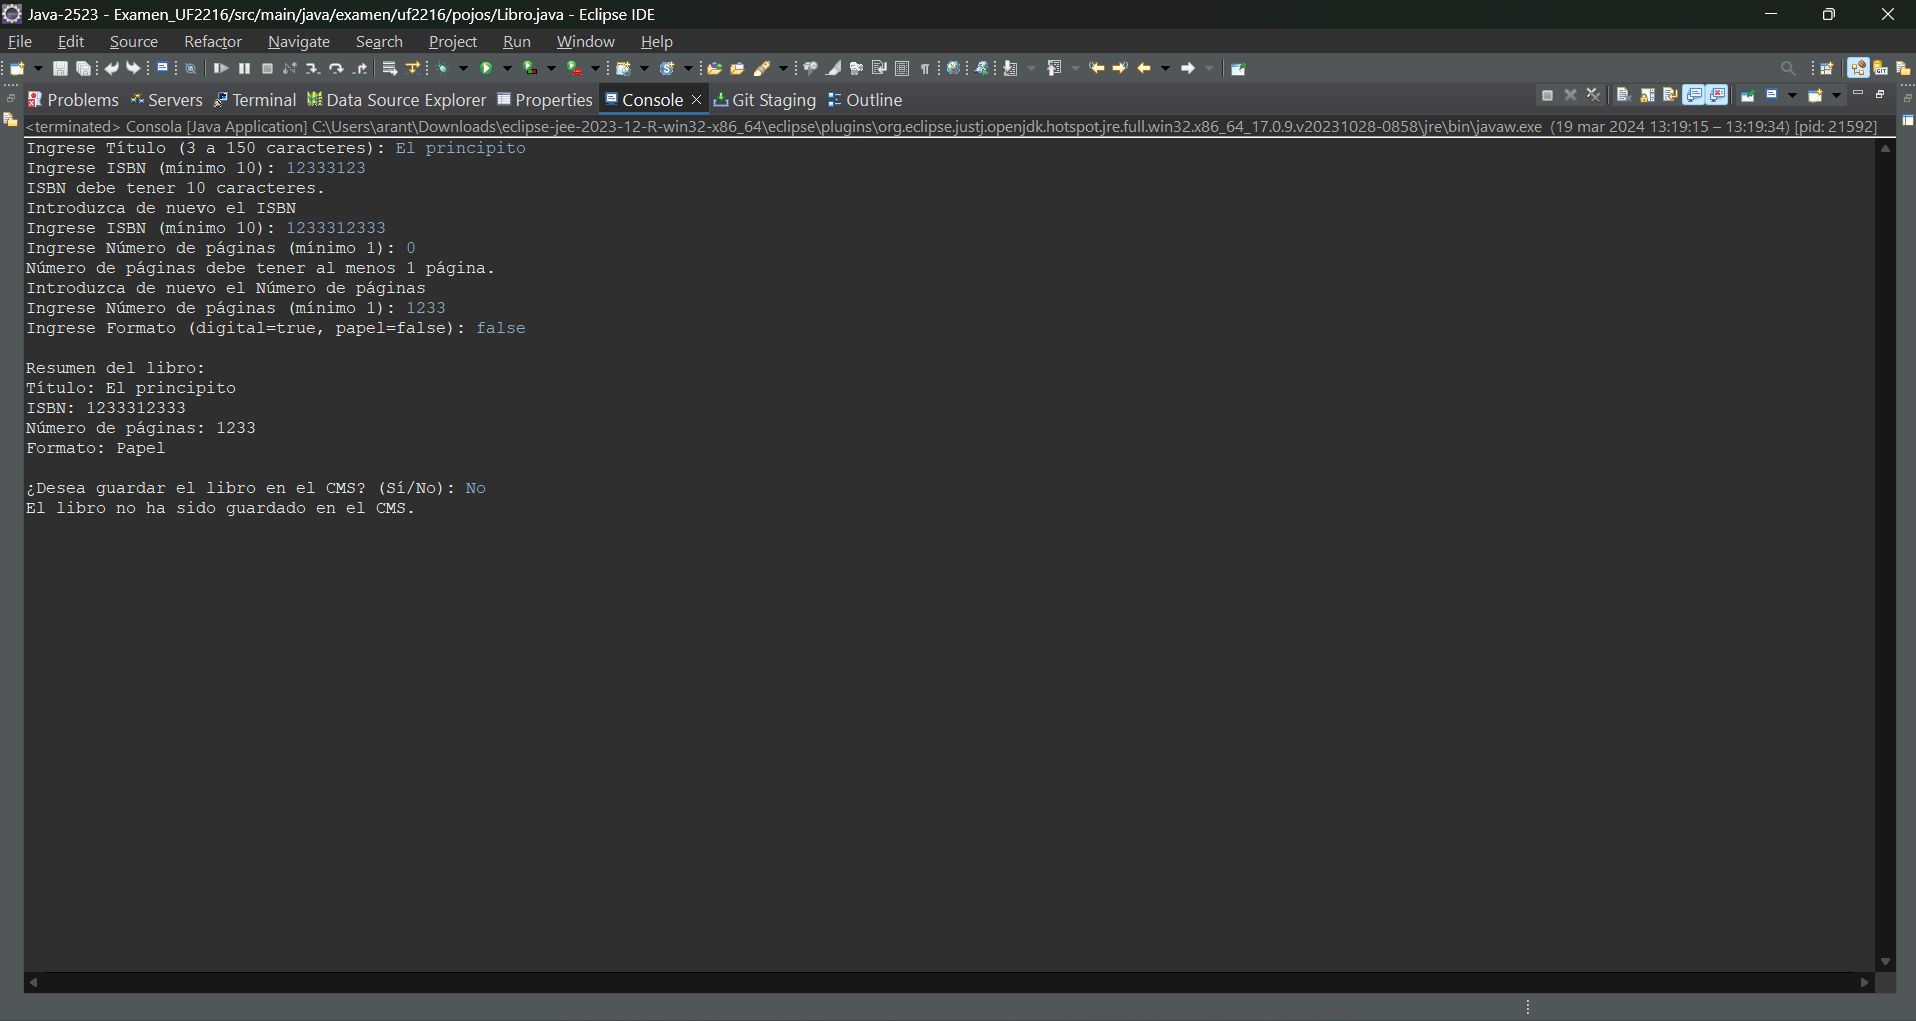 Java-2523 - Examen_UF2216/src/main/java/examen/uf2216/pojos/Libro.java - Eclipse IDE
File Edit Source Refactor Navigate Search Project Run Window Help
Problems Servers Terminal Data Source Explorer Properties Console Git Staging Outline
<terminated> Consola [Java Application] C:\Users\arant\Downloads\eclipse-jee-2023-12-R-win32-x86_64\eclipse\plugins\org.eclipse.justj.openjdk.hotspot.jre.full.win32.x86_64_17.0.9.v20231028-0858\jre\bin\javaw.exe (19 mar 2024 13:19:15 – 13:19:34) [pid: 21592]
Ingrese Título (3 a 150 caracteres): El principito
Ingrese ISBN (mínimo 10): 12333123
ISBN debe tener 10 caracteres.
Introduzca de nuevo el ISBN
Ingrese ISBN (mínimo 10): 1233312333
Ingrese Número de páginas (mínimo 1): 0
Número de páginas debe tener al menos 1 página.
Introduzca de nuevo el Número de páginas
Ingrese Número de páginas (mínimo 1): 1233
Ingrese Formato (digital=true, papel=false): false
Resumen del libro:
Título: El principito
ISBN: 1233312333
Número de páginas: 1233
Formato: Papel
¿Desea guardar el libro en el CMS? (Sí/No): No
El libro no ha sido guardado en el CMS.